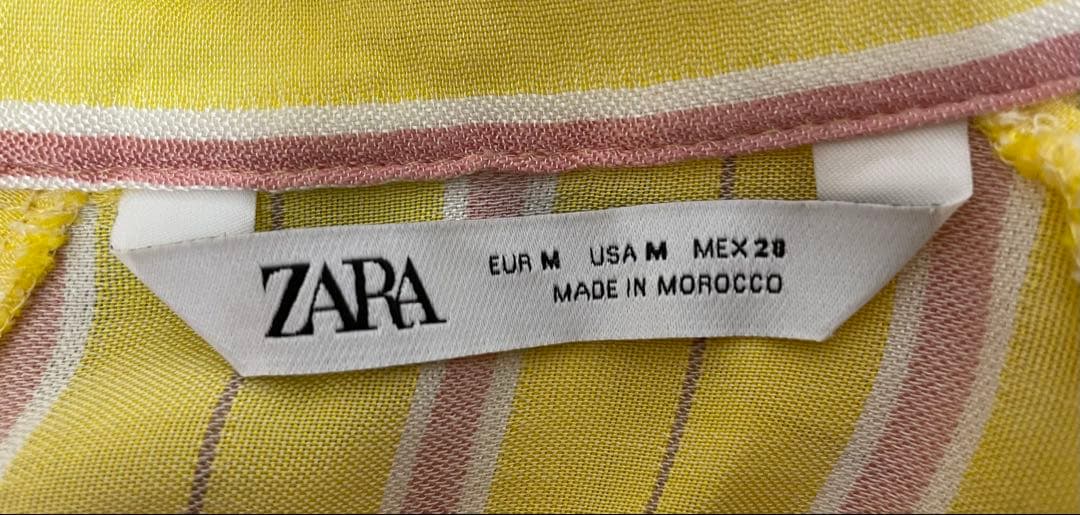 ZARA
EUR M USA M MEX 28
MADE IN MOROCCO